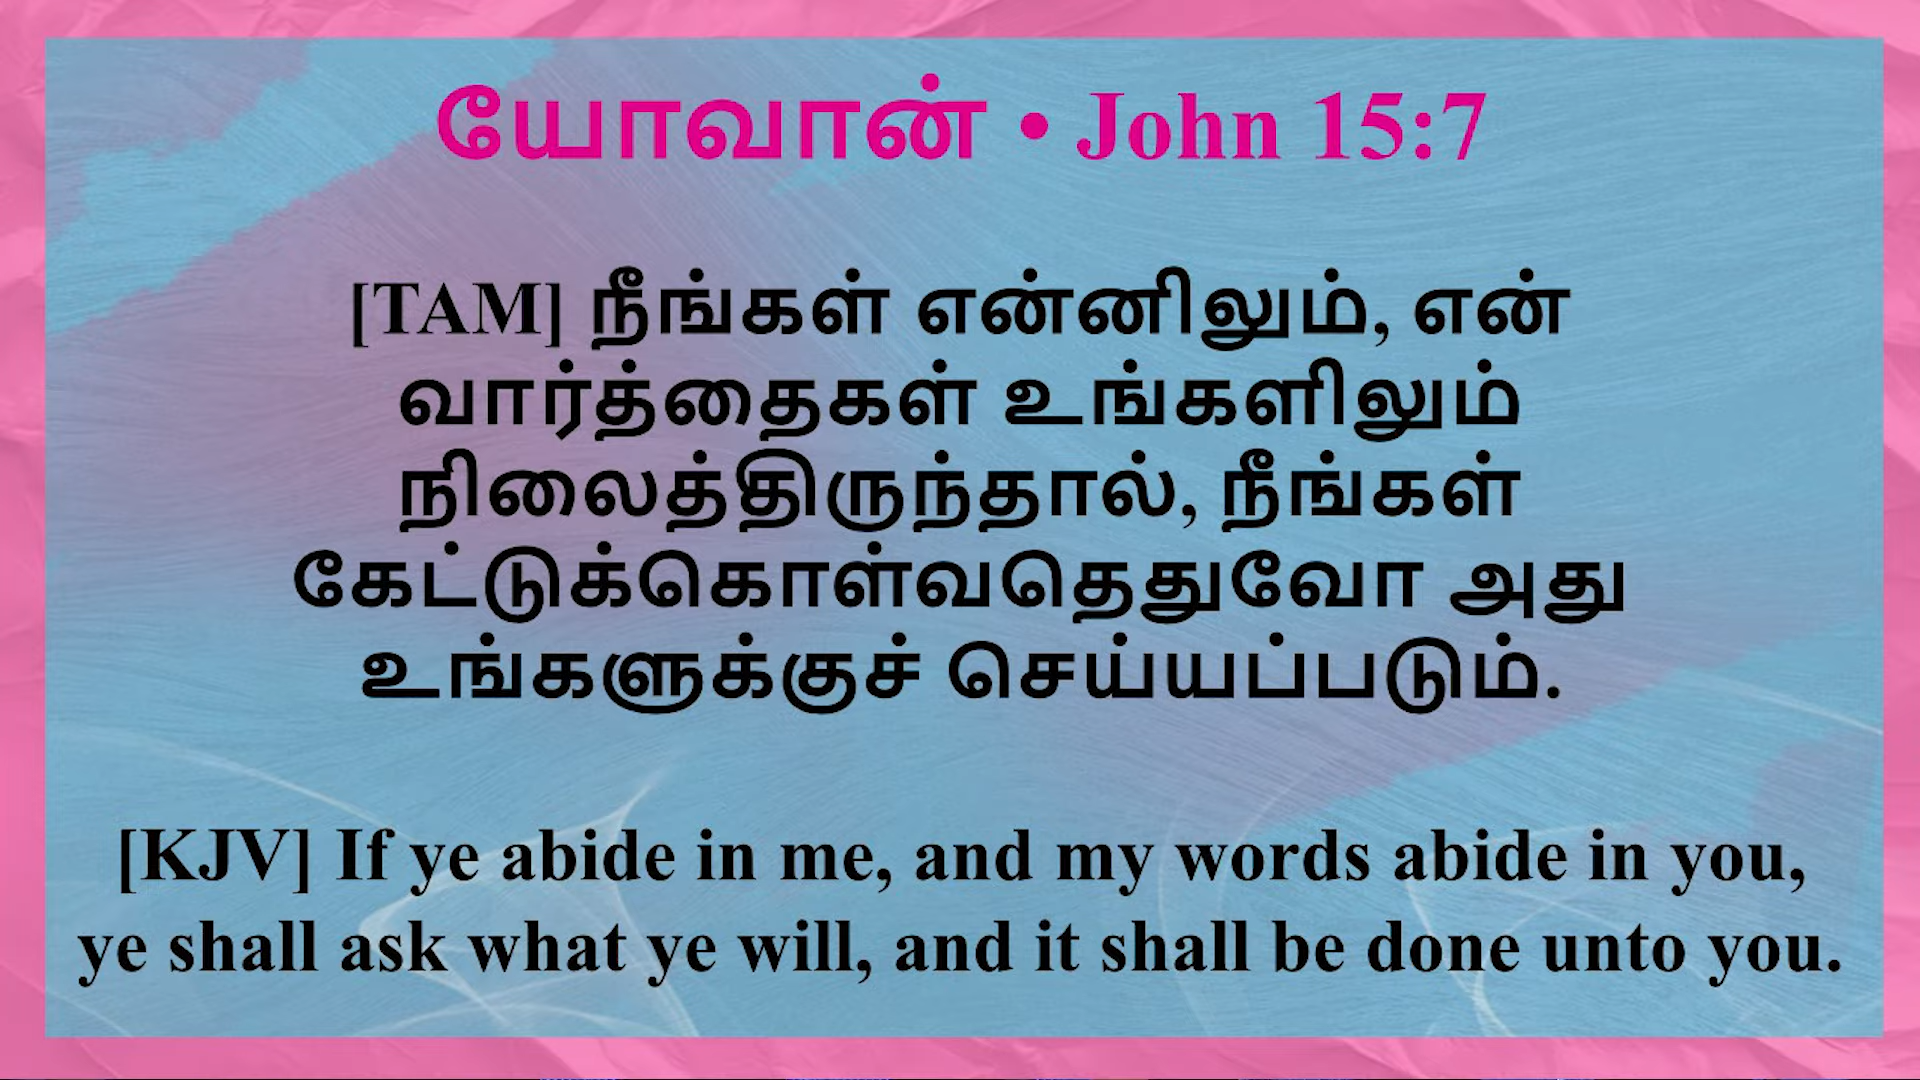 யோவான் • John 15:7
[TAM] நீங்கள் என்னிலும், என்
வார்த்தைகள் உங்களிலும்
நிலைத்திருந்தால், நீங்கள்
கேட்டுக்கொள்வதெதுவோ அது
உங்களுக்குச் செய்யப்படும்.
[KJV] If ye abide in me, and my words abide in you,
ye shall ask what ye will, and it shall be done unto you.